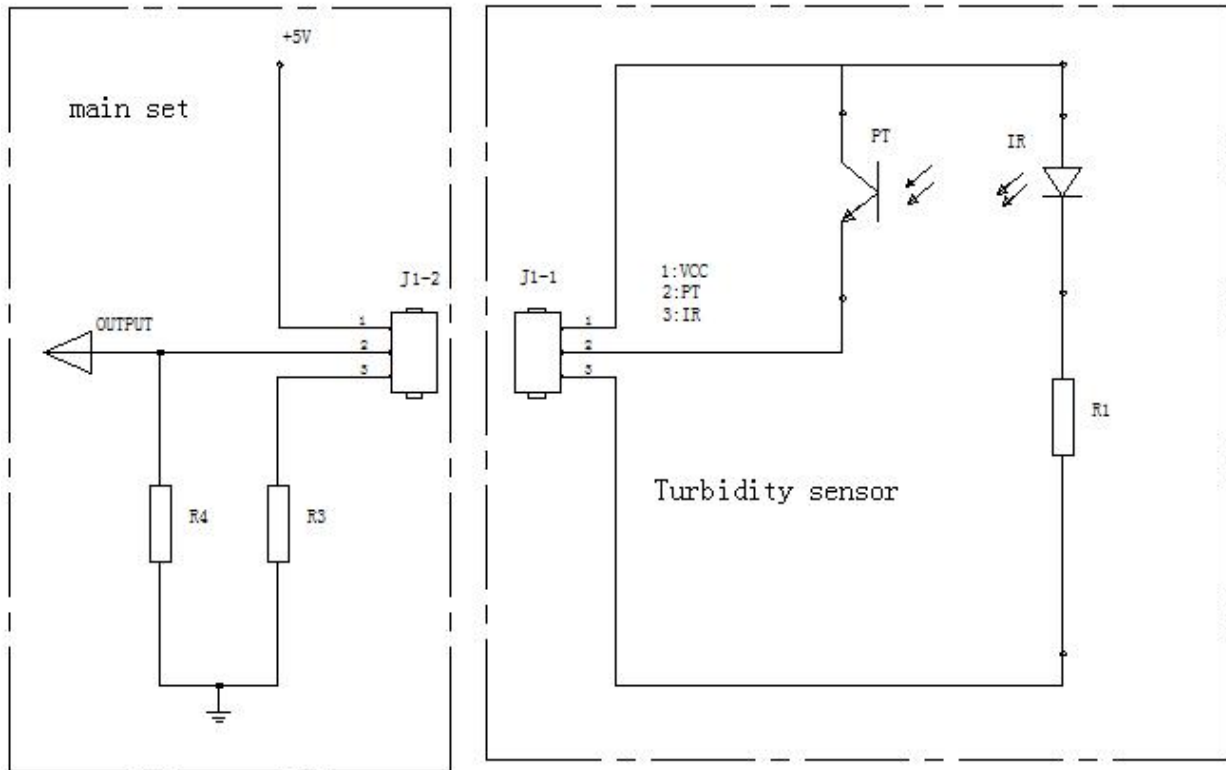 +5V
main set
PT
IR
J1-2
J1-1
1:VCC
2:PT
3:IR
OUTPUT
1
2
3
1
2
3
R1
Turbidity sensor
R4
R3